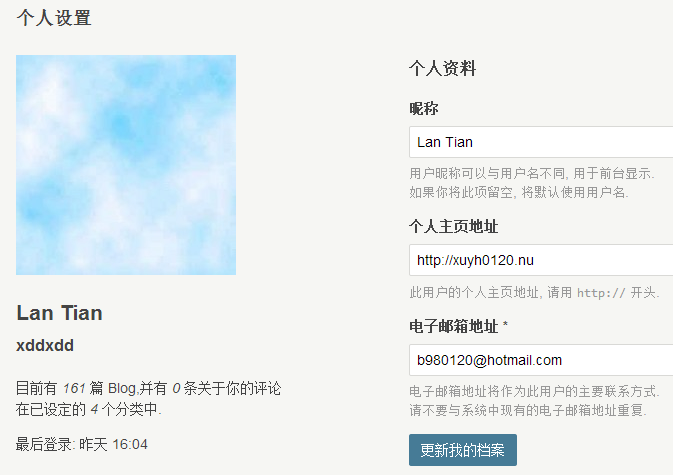 个人设置
Lan Tian
xddxdd
目前有 161 篇 Blog,并有 0 条关于你的评论
在已设定的 4 个分类中.
最后登录: 昨天 16:04
个人资料
昵称
Lan Tian
用户昵称可以与用户名不同, 用于前台显示.
如果你将此项留空, 将默认使用用户名.
个人主页地址
http://xuyh0120.nu
此用户的个人主页地址, 请用 http:// 开头.
电子邮箱地址 *
b980120@hotmail.com
电子邮箱地址将作为此用户的主要联系方式.
请不要与系统中现有的电子邮箱地址重复.
更新我的档案